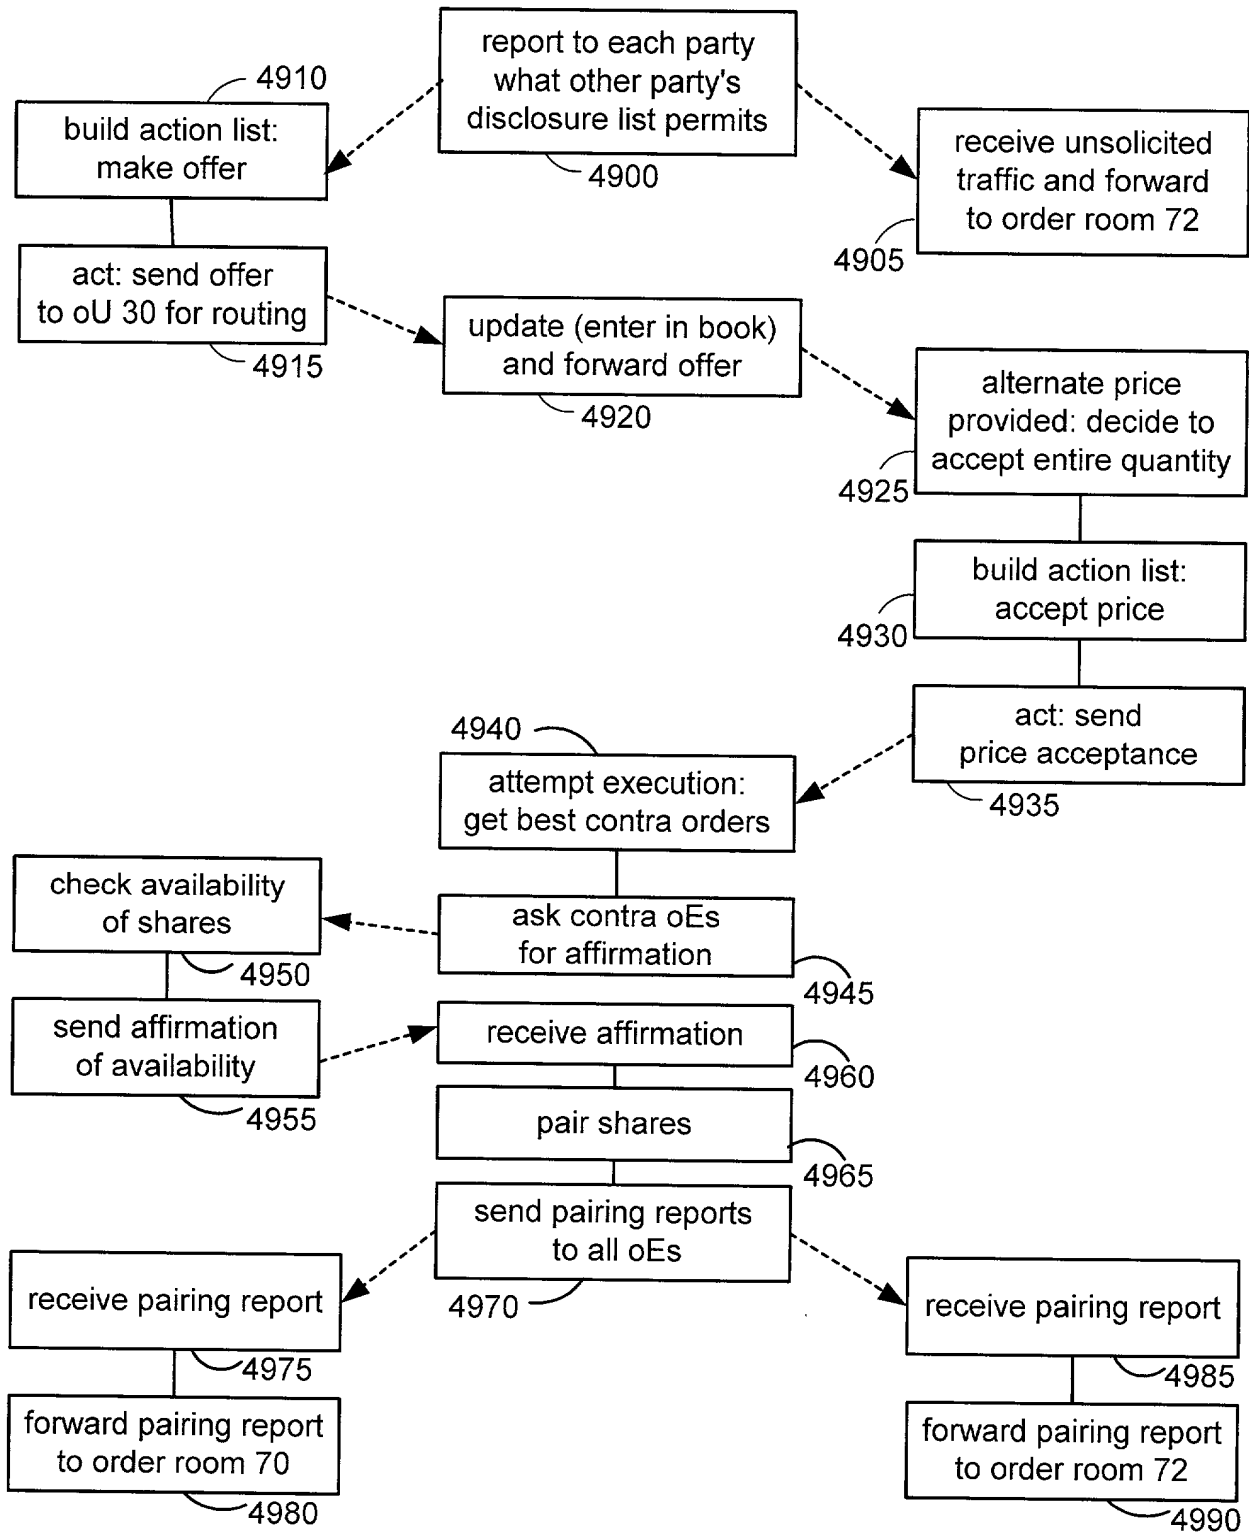 report to each party
what other party's
disclosure list permits
4900
4910
build action list:
make offer
receive unsolicited
traffic and forward
to order room 72
4905
act: send offer
to oU 30 for routing
4915
update (enter in book)
and forward offer
4920
alternate price
provided: decide to
accept entire quantity
4925
build action list:
accept price
4930
act: send
price acceptance
4935
4940
attempt execution:
get best contra orders
ask contra oEs
for affirmation
4945
check availability
of shares
4950
send affirmation
of availability
4955
receive affirmation
4960
pair shares
4965
send pairing reports
to all oEs
4970
receive pairing report
4975
forward pairing report
to order room 70
4980
receive pairing report
4985
forward pairing report
to order room 72
4990